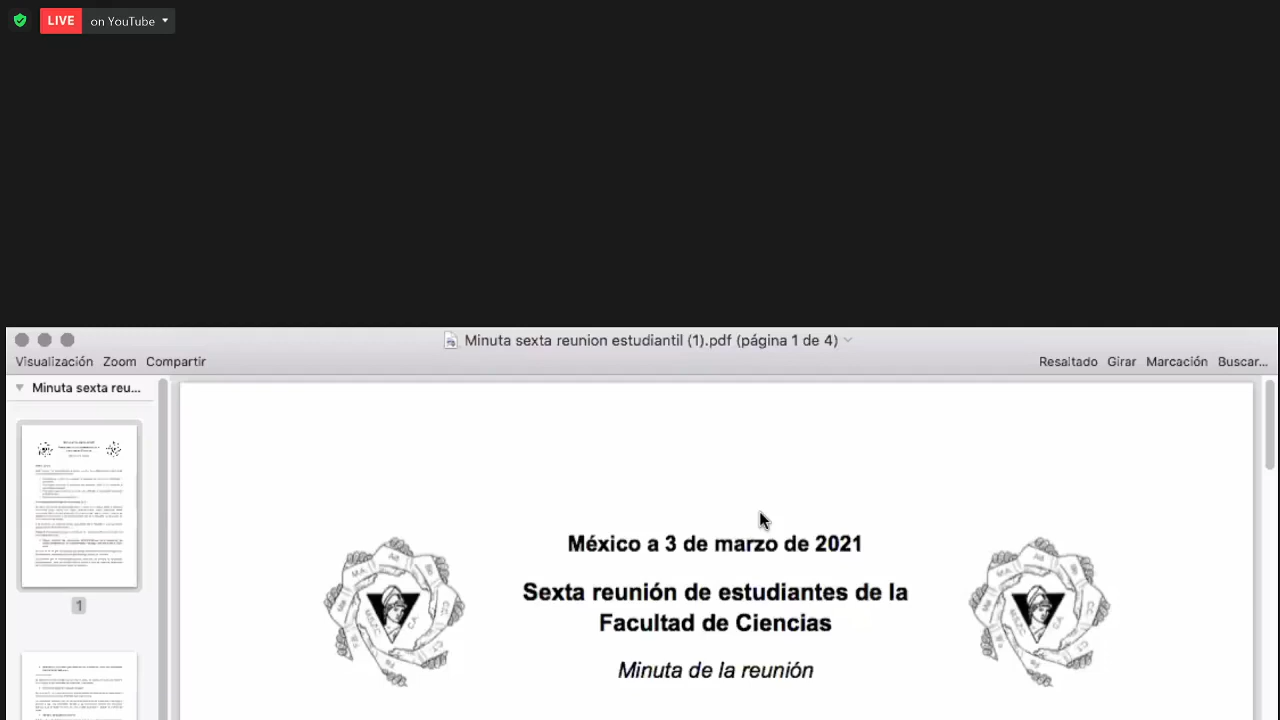 LIVE on YouTube
Minuta sexta reunion estudiantil (1).pdf (página 1 de 4)
Visualización Zoom Compartir Resaltado Girar Marcación Buscar...
Minuta sexta reu...
1
México a 3 de marzo de 2021
Sexta reunión de estudiantes de la
Facultad de Ciencias
Minuta de la reunión